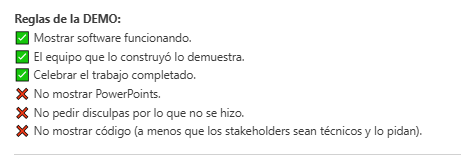 Reglas de la DEMO:
✅ Mostrar software funcionando.
✅ El equipo que lo construyó lo demuestra.
✅ Celebrar el trabajo completado.
❌ No mostrar PowerPoints.
❌ No pedir disculpas por lo que no se hizo.
❌ No mostrar código (a menos que los stakeholders sean técnicos y lo pidan).